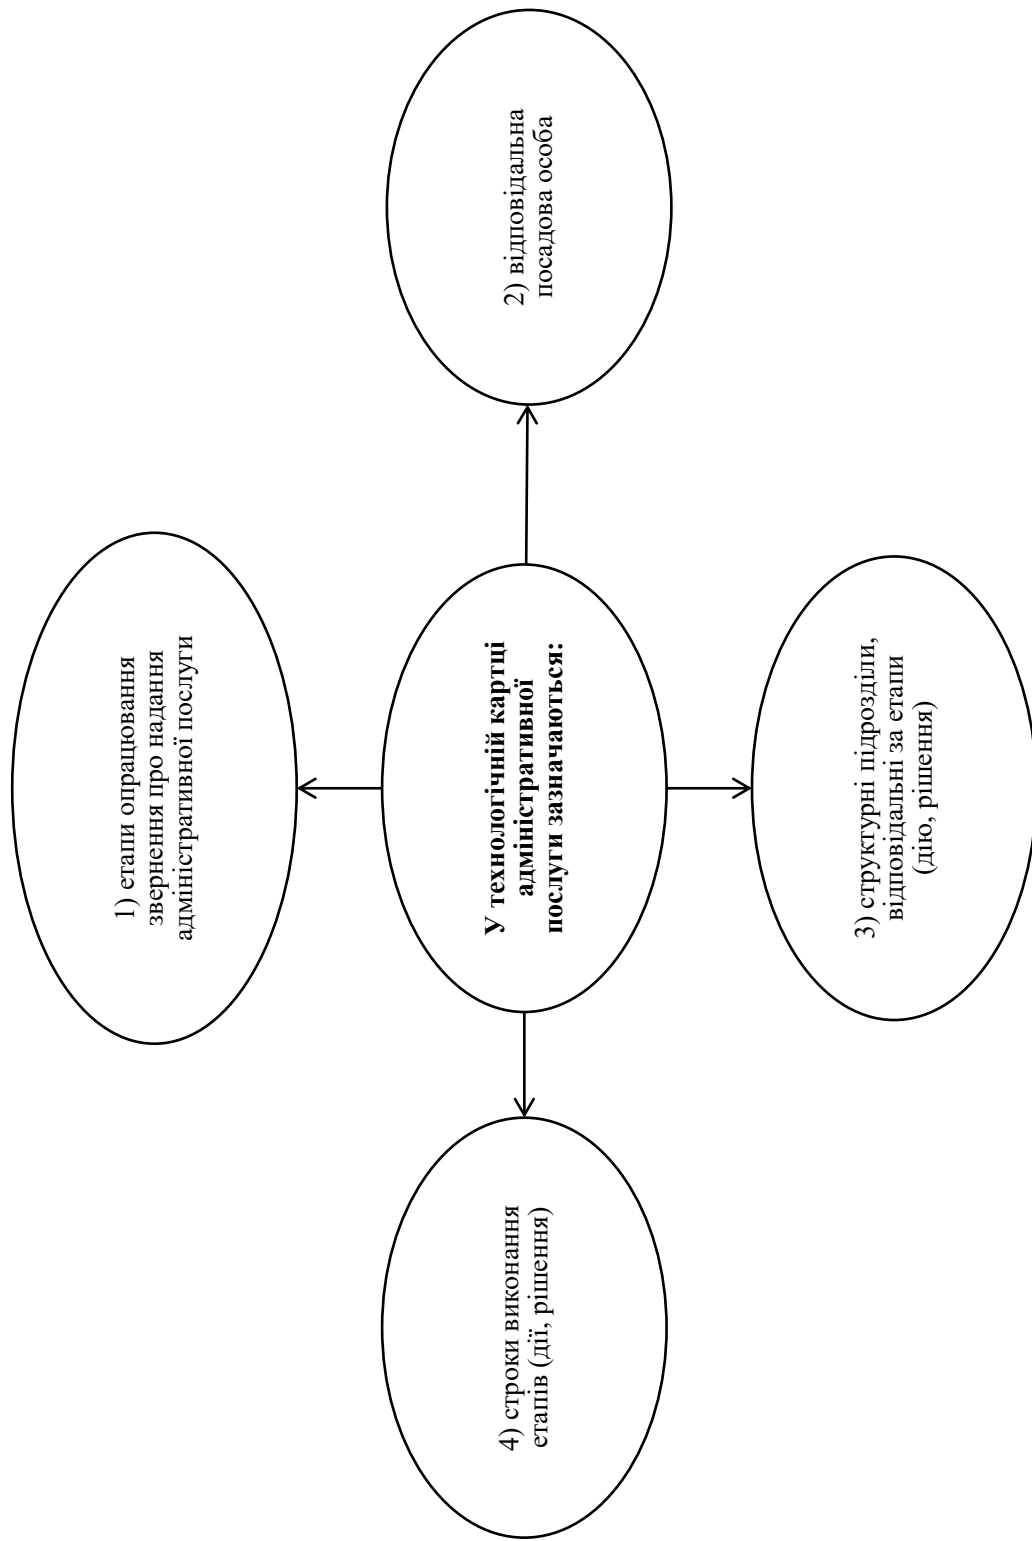 1) етапи опрацювання
звернення про надання
адміністративної послуги
У технологічній картці
адміністративної
послуги зазначаються:
4) строки виконання
етапів (дії, рішення)
2) відповідальна
посадова особа
3) структурні підрозділи,
відповідальні за етапи
(дію, рішення)